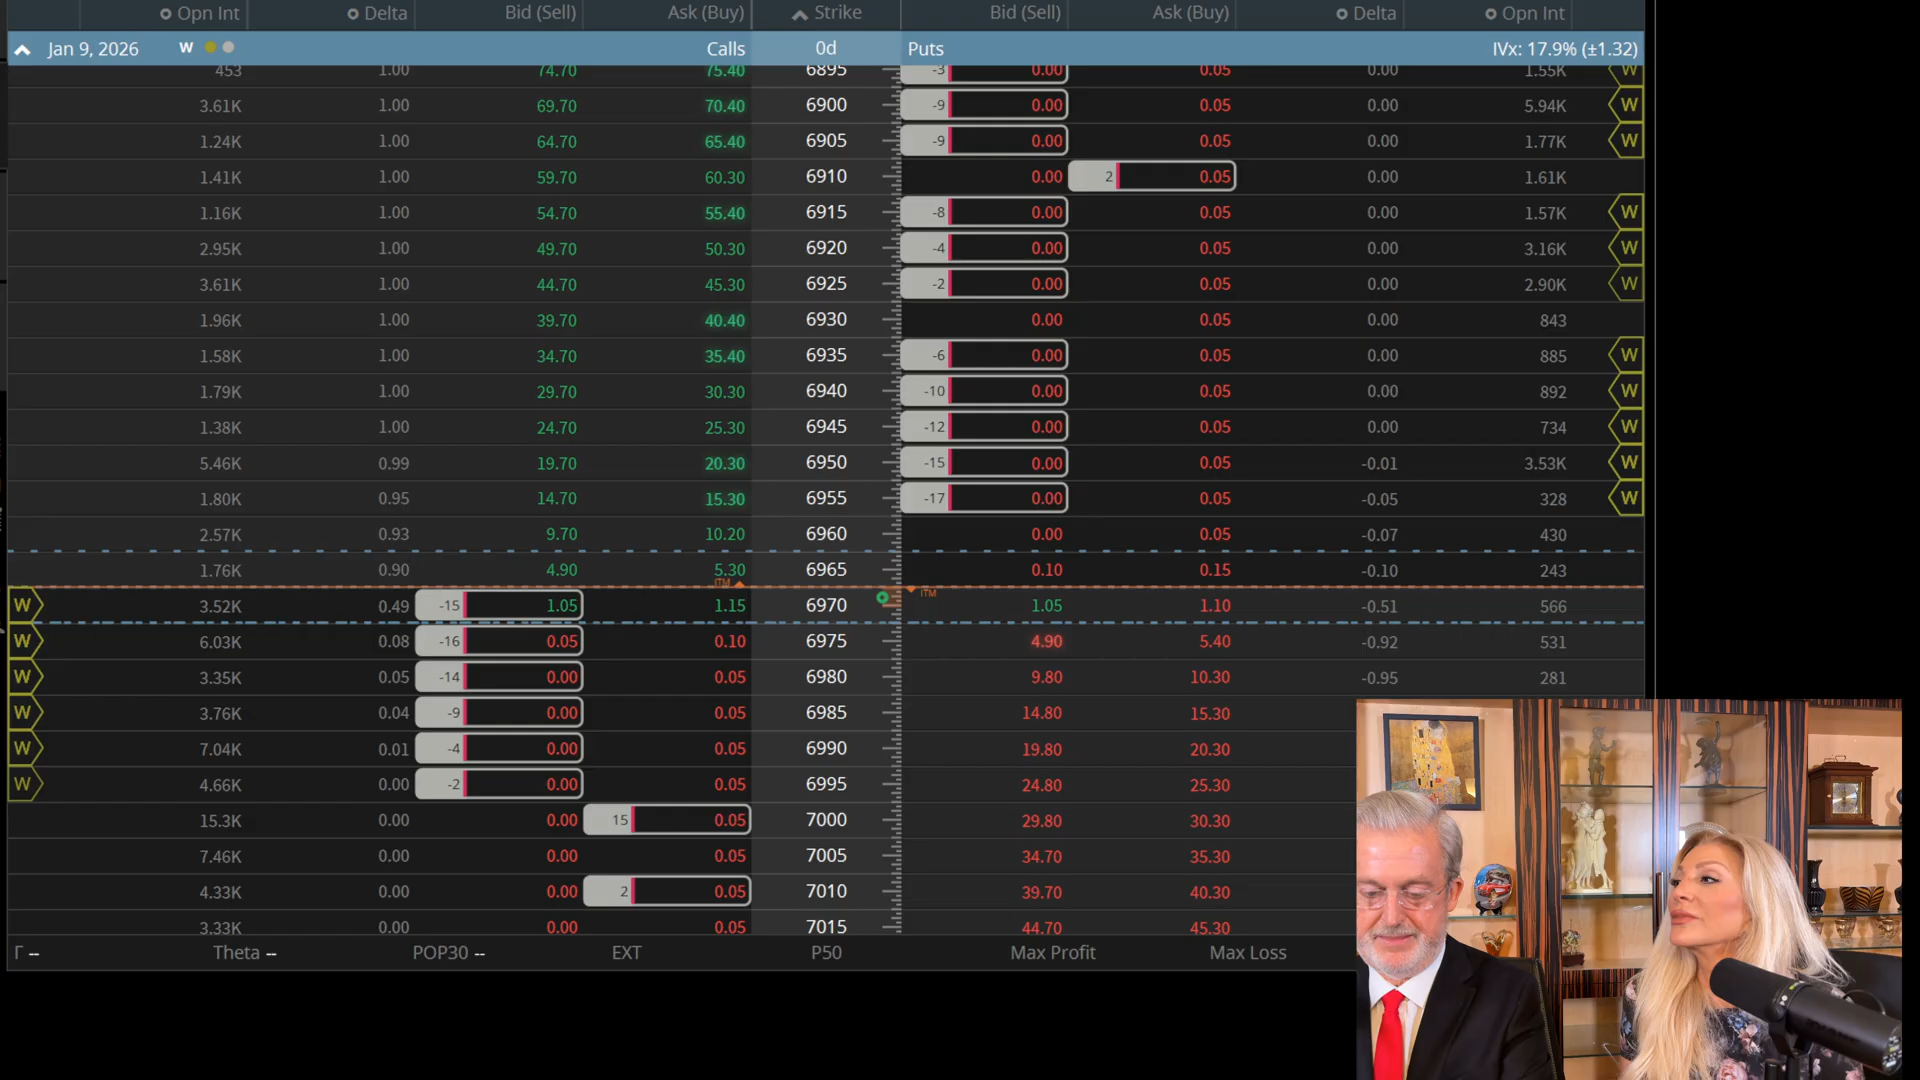 Opn Int Delta Bid (Sell) Ask (Buy) Strike Bid (Sell) Ask (Buy) Delta Opn Int
Jan 9, 2026 W Calls 0d Puts IVx: 17.9% (±1.32)
453 1.00 74.70 75.40 6895 -3 0.00 0.05 0.00 1.55K W
3.61K 1.00 69.70 70.40 6900 -9 0.00 0.05 0.00 5.94K W
1.24K 1.00 64.70 65.40 6905 -9 0.00 0.05 0.00 1.77K W
1.41K 1.00 59.70 60.30 6910 0.00 2 0.05 0.00 1.61K
1.16K 1.00 54.70 55.40 6915 -8 0.00 0.05 0.00 1.57K W
2.95K 1.00 49.70 50.30 6920 -4 0.00 0.05 0.00 3.16K W
3.61K 1.00 44.70 45.30 6925 -2 0.00 0.05 0.00 2.90K W
1.96K 1.00 39.70 40.40 6930 0.00 0.05 0.00 843
1.58K 1.00 34.70 35.40 6935 -6 0.00 0.05 0.00 885 W
1.79K 1.00 29.70 30.30 6940 -10 0.00 0.05 0.00 892 W
1.38K 1.00 24.70 25.30 6945 -12 0.00 0.05 0.00 734 W
5.46K 0.99 19.70 20.30 6950 -15 0.00 0.05 -0.01 3.53K W
1.80K 0.95 14.70 15.30 6955 -17 0.00 0.05 -0.05 328 W
2.57K 0.93 9.70 10.20 6960 0.00 0.05 -0.07 430
1.76K 0.90 4.90 5.30 6965 0.10 0.15 -0.10 243
ITM ITM
W 3.52K 0.49 -15 1.05 1.15 6970 1.05 1.10 -0.51 566
W 6.03K 0.08 -16 0.05 0.10 6975 4.90 5.40 -0.92 531
W 3.35K 0.05 -14 0.00 0.05 6980 9.80 10.30 -0.95 281
W 3.76K 0.04 -9 0.00 0.05 6985 14.80 15.30
W 7.04K 0.01 -4 0.00 0.05 6990 19.80 20.30
W 4.66K 0.00 -2 0.00 0.05 6995 24.80 25.30
15.3K 0.00 0.00 15 0.05 7000 29.80 30.30
7.46K 0.00 0.00 0.05 7005 34.70 35.30
4.33K 0.00 0.00 2 0.05 7010 39.70 40.30
3.33K 0.00 0.00 0.05 7015 44.70 45.30
Γ -- Theta -- POP30 -- EXT P50 Max Profit Max Loss